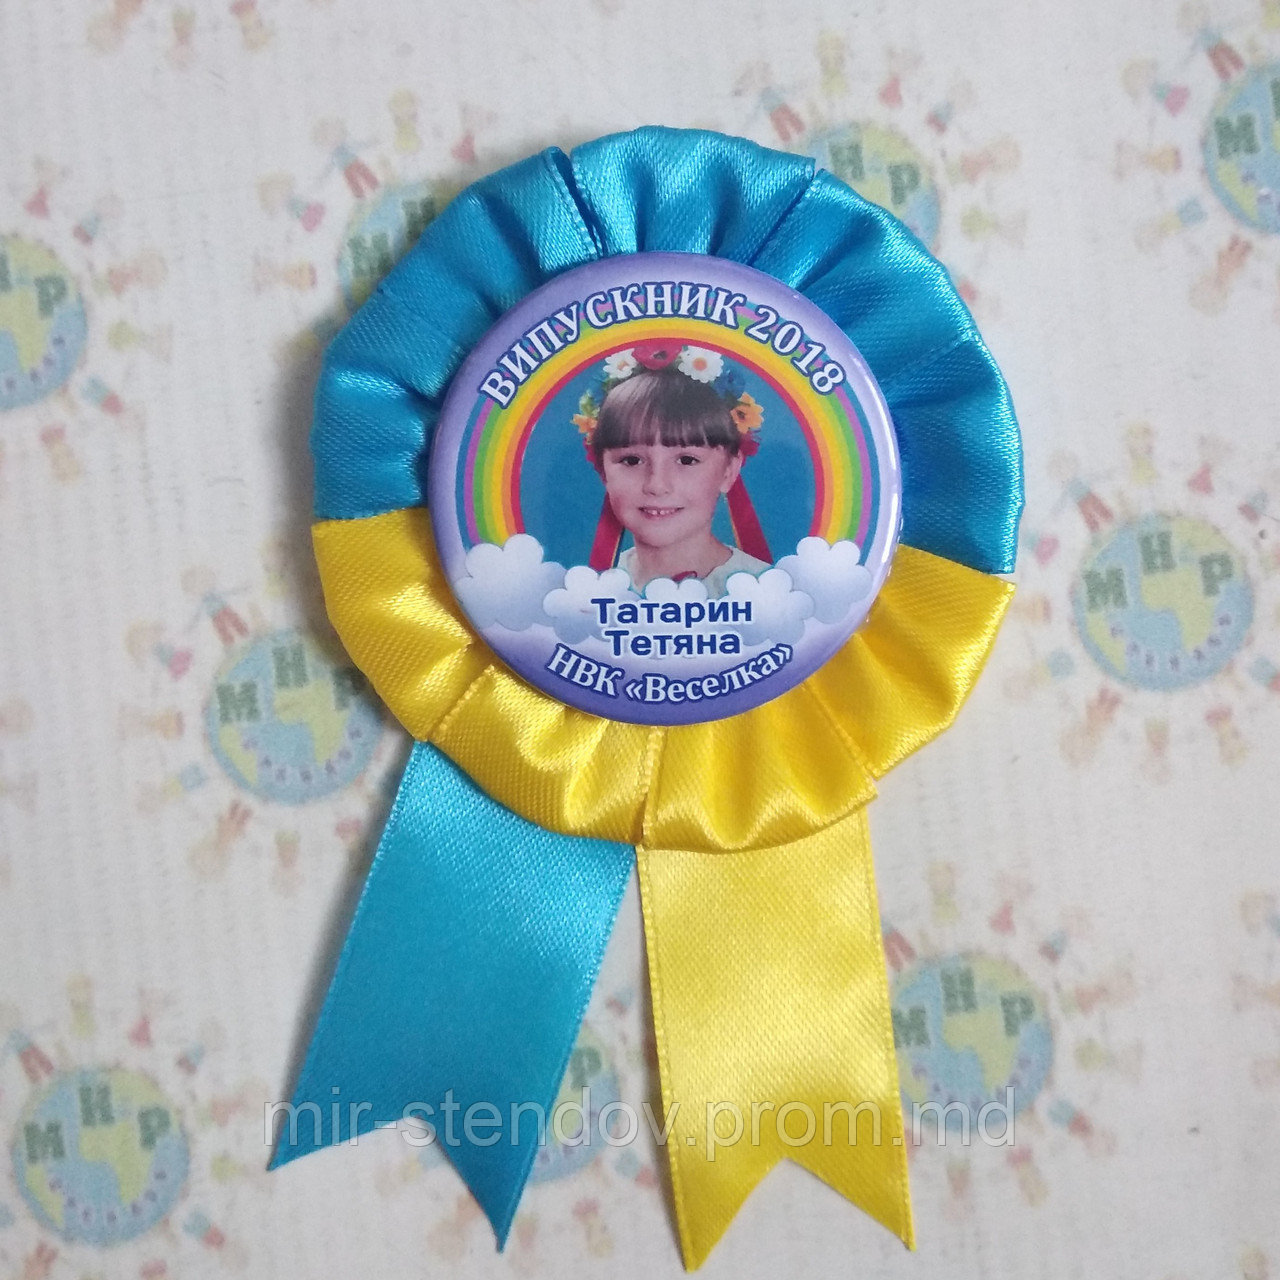 ВИПУСКНИК 2018
Татарин
Тетяна
НВК «Веселка»
mir-stendov.prom.md